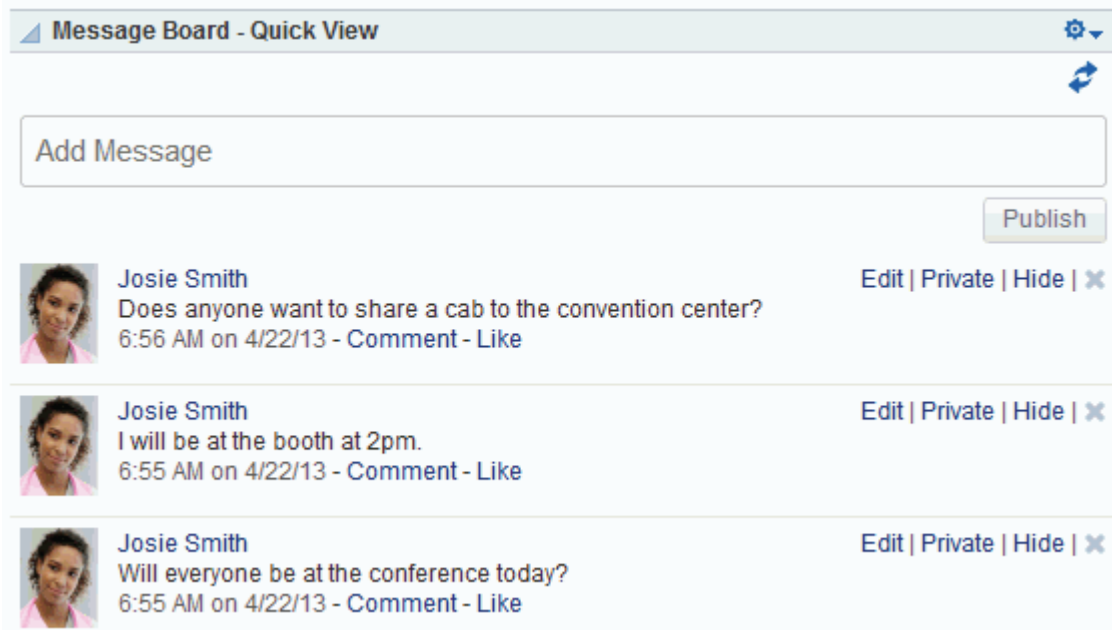 Message Board - Quick View
Add Message
Publish
Josie Smith Edit | Private | Hide |
Does anyone want to share a cab to the convention center?
6:56 AM on 4/22/13 - Comment - Like
Josie Smith Edit | Private | Hide |
I will be at the booth at 2pm.
6:55 AM on 4/22/13 - Comment - Like
Josie Smith Edit | Private | Hide |
Will everyone be at the conference today?
6:55 AM on 4/22/13 - Comment - Like